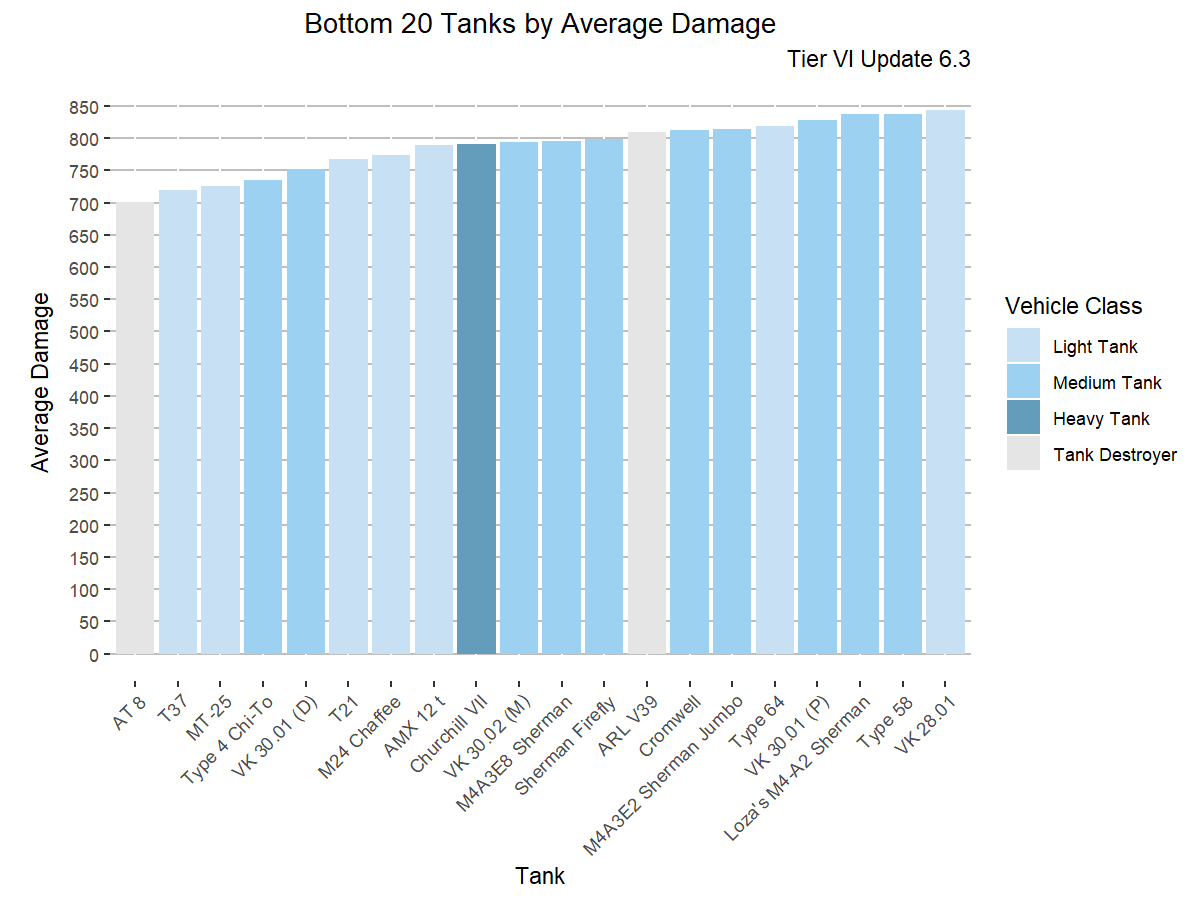 Bottom 20 Tanks by Average Damage
Tier VI Update 6.3
Average Damage
850
800
750
700
650
600
550
500
450
400
350
300
250
200
150
100
50
0
AT 8
T37
MT-25
Type 4 Chi-To
VK 30.01 (D)
T21
M24 Chaffee
AMX 12 t
Churchill VII
VK 30.02 (M)
M4A3E8 Sherman
Sherman Firefly
ARL V39
Cromwell
M4A3E2 Sherman Jumbo
Type 64
VK 30.01 (P)
Loza's M4-A2 Sherman
Type 58
VK 28.01
Tank
Vehicle Class
Light Tank
Medium Tank
Heavy Tank
Tank Destroyer